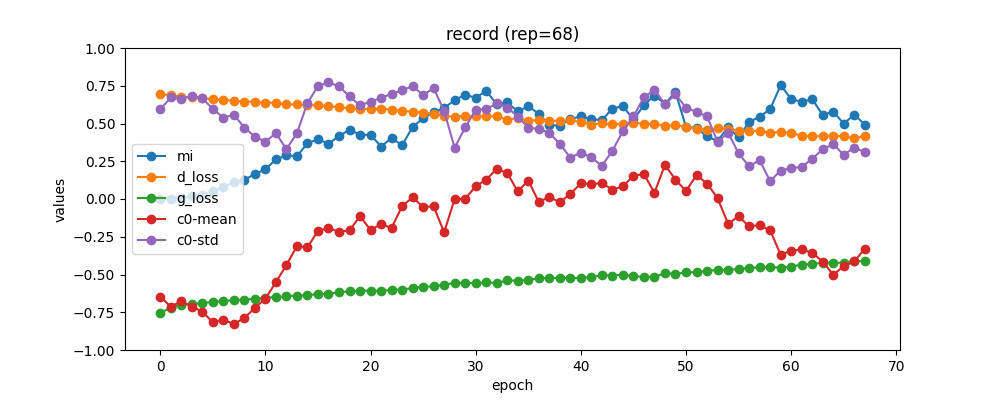 record (rep=68)
1.00
0.75
0.50
0.25
0.00
−0.25
−0.50
−0.75
−1.00
values
mi
d_loss
g_loss
c0-mean
c0-std
0 10 20 30 40 50 60 70
epoch